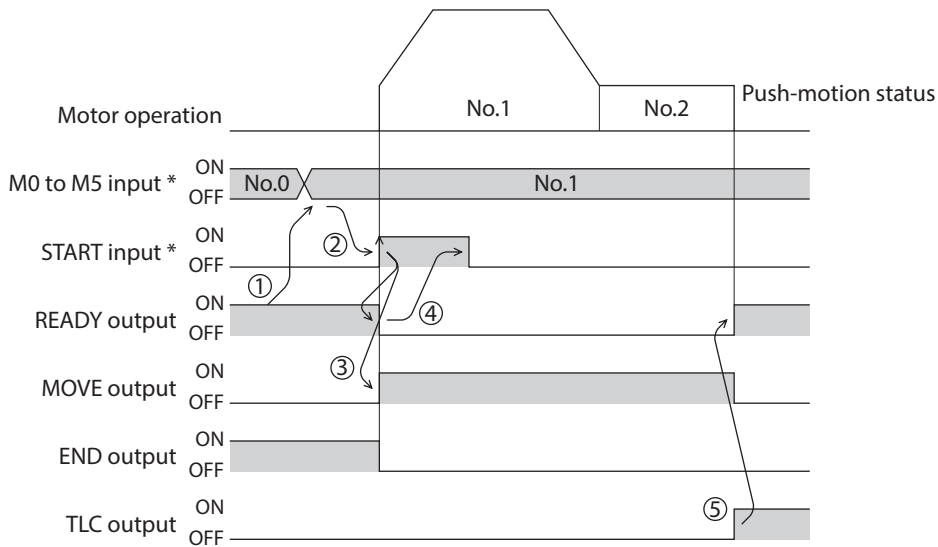 Motor operation
No.1
No.2
Push-motion status
M0 to M5 input *
ON
OFF
No.0
No.1
START input *
ON
OFF
②
①
READY output
ON
OFF
④
③
MOVE output
ON
OFF
END output
ON
OFF
TLC output
ON
OFF
⑤